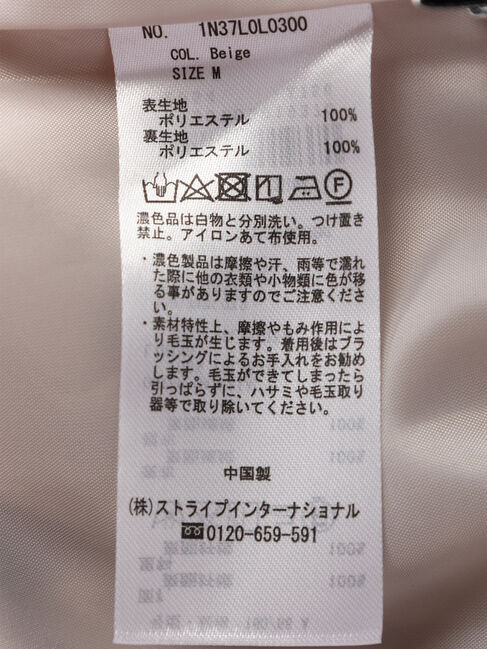 NO. 1N37L0L0300
COL. Beige
SIZE M
表生地
ポリエステル 100%
裏生地
ポリエステル 100%
濃色品は白物と分別洗い。つけ置き
禁止。アイロンあて布使用。
・濃色製品は摩擦や汗、雨等で濡れ
た際に他の衣類や小物類に色が移
る事がありますのでご注意くださ
い。
・素材特性上、摩擦やもみ作用によ
り毛玉が生じます。着用後はブラ
ッシングによるお手入れをお勧め
します。毛玉ができてしまったら
引っぱらずに、ハサミや毛玉取り
器等で取り除いてください。
中国製
(株)ストライプインターナショナル
0120-659-591